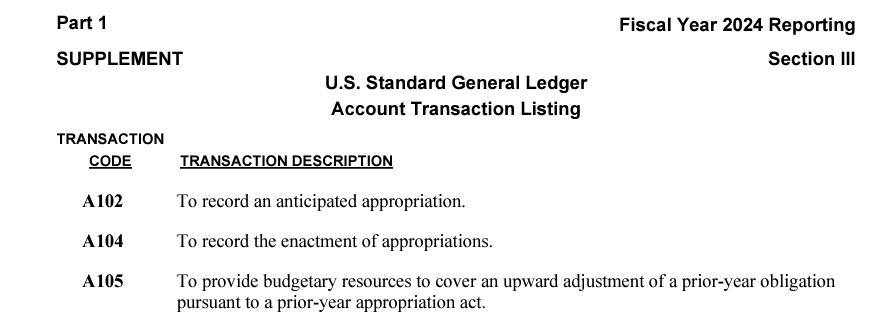 Part 1 Fiscal Year 2024 Reporting
SUPPLEMENT Section III
U.S. Standard General Ledger
Account Transaction Listing
TRANSACTION
CODE TRANSACTION DESCRIPTION
A102 To record an anticipated appropriation.
A104 To record the enactment of appropriations.
A105 To provide budgetary resources to cover an upward adjustment of a prior-year obligation
pursuant to a prior-year appropriation act.